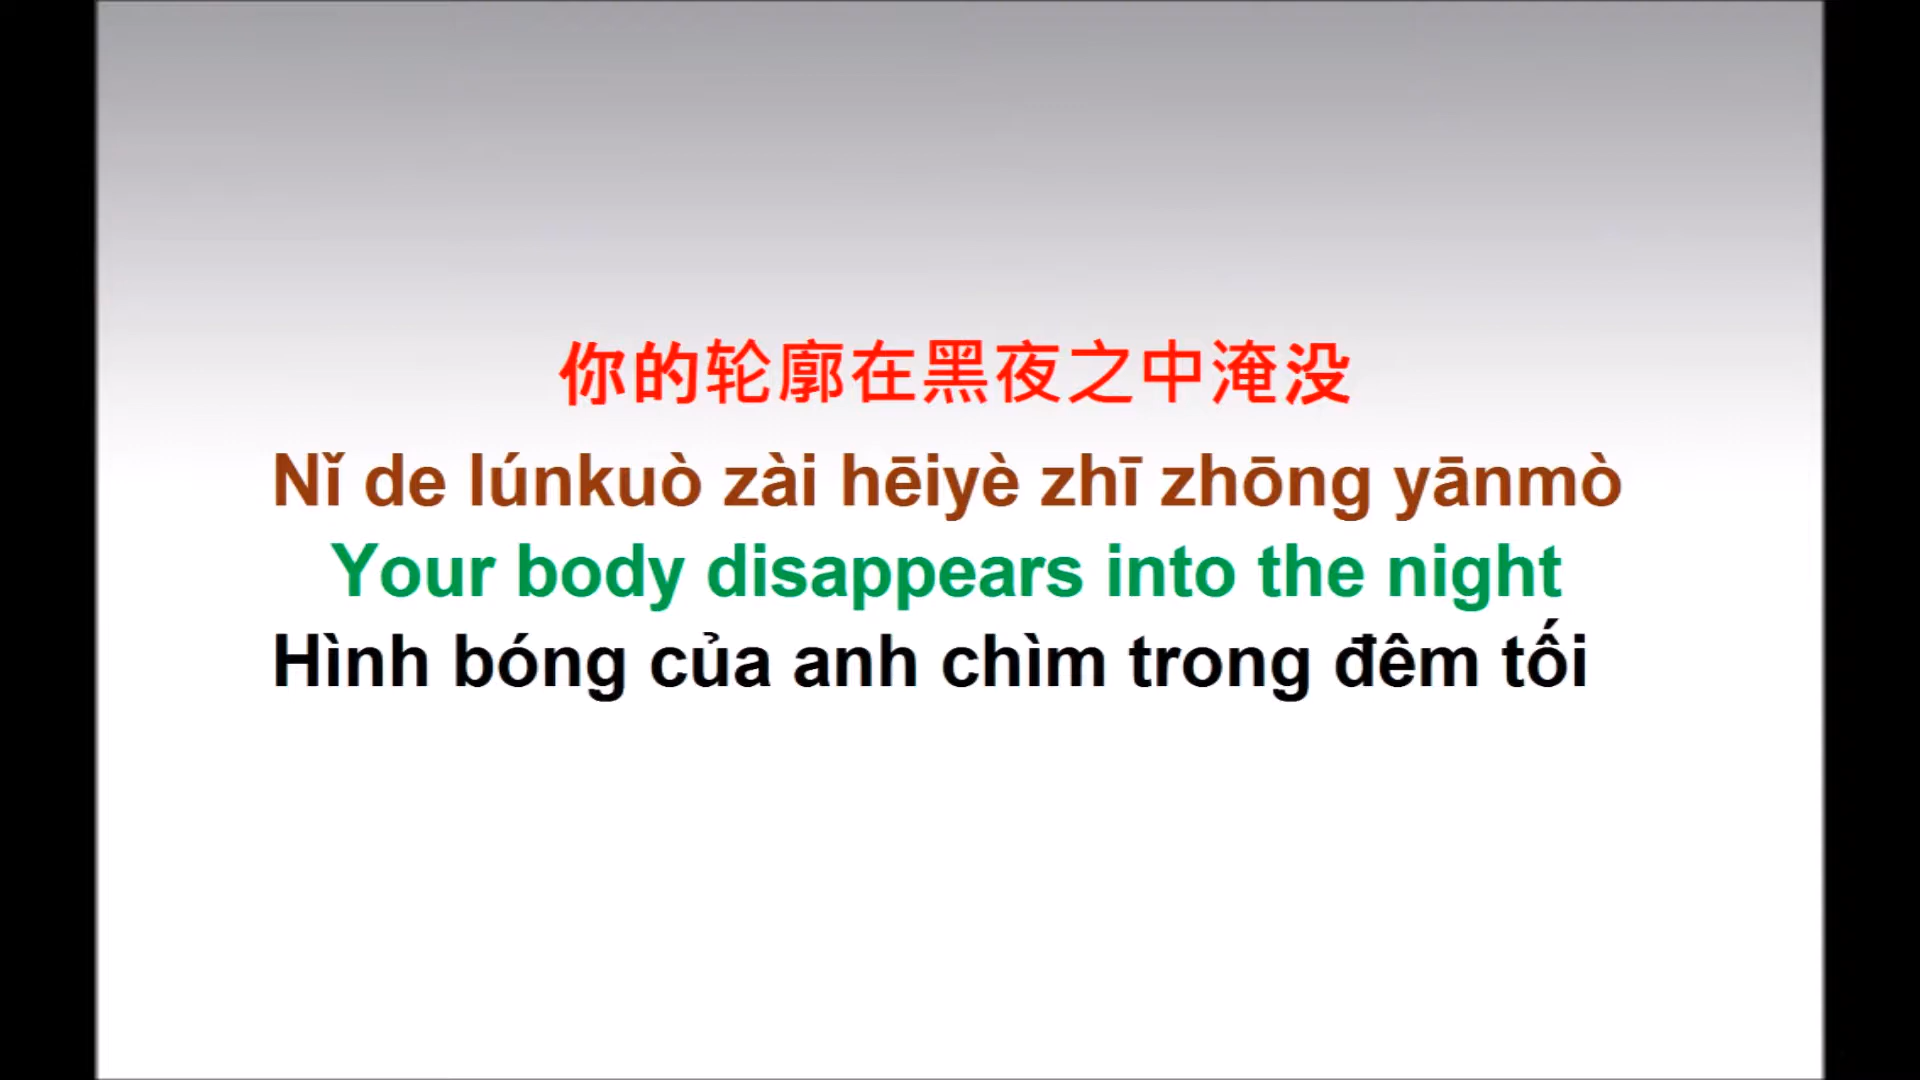 你的轮廓在黑夜之中淹没
Nǐ de lúnkuò zài hēiyè zhī zhōng yānmò
Your body disappears into the night
Hình bóng của anh chìm trong đêm tối